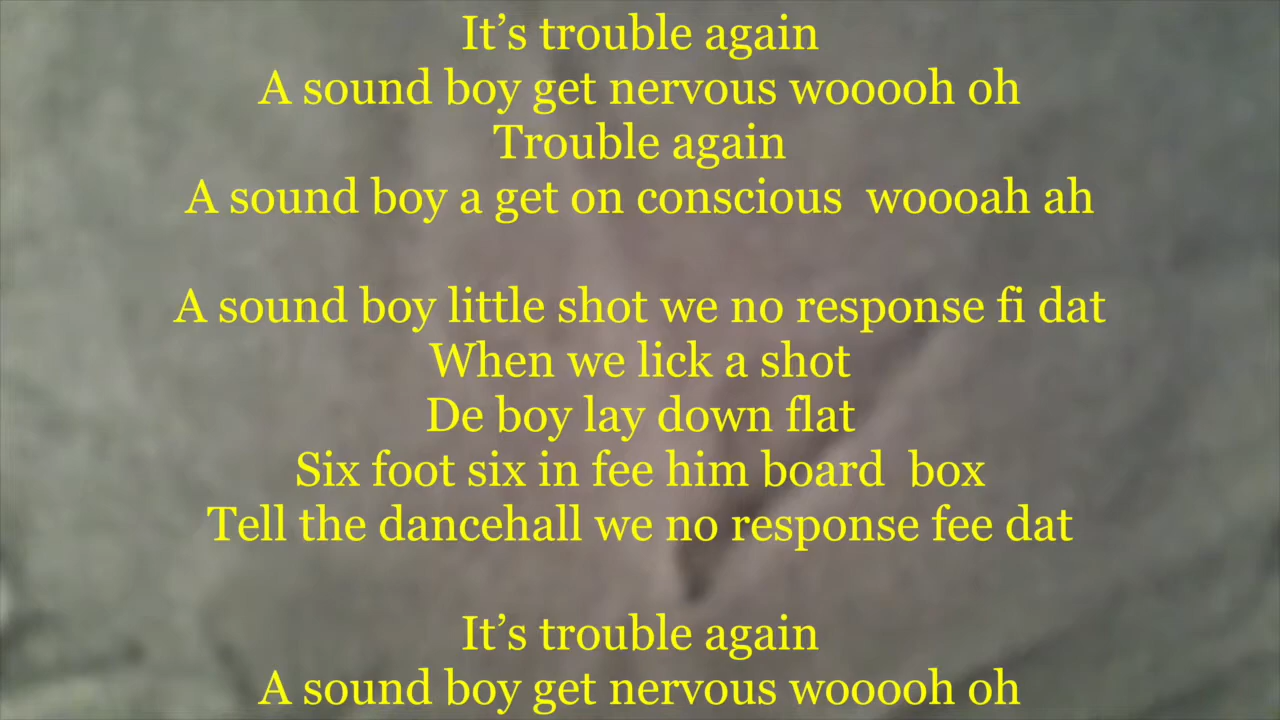 It’s trouble again
A sound boy get nervous wooooh oh
Trouble again
A sound boy a get on conscious  woooah ah
A sound boy little shot we no response fi dat
When we lick a shot
De boy lay down flat
Six foot six in fee him board  box
Tell the dancehall we no response fee dat
It’s trouble again
A sound boy get nervous wooooh oh